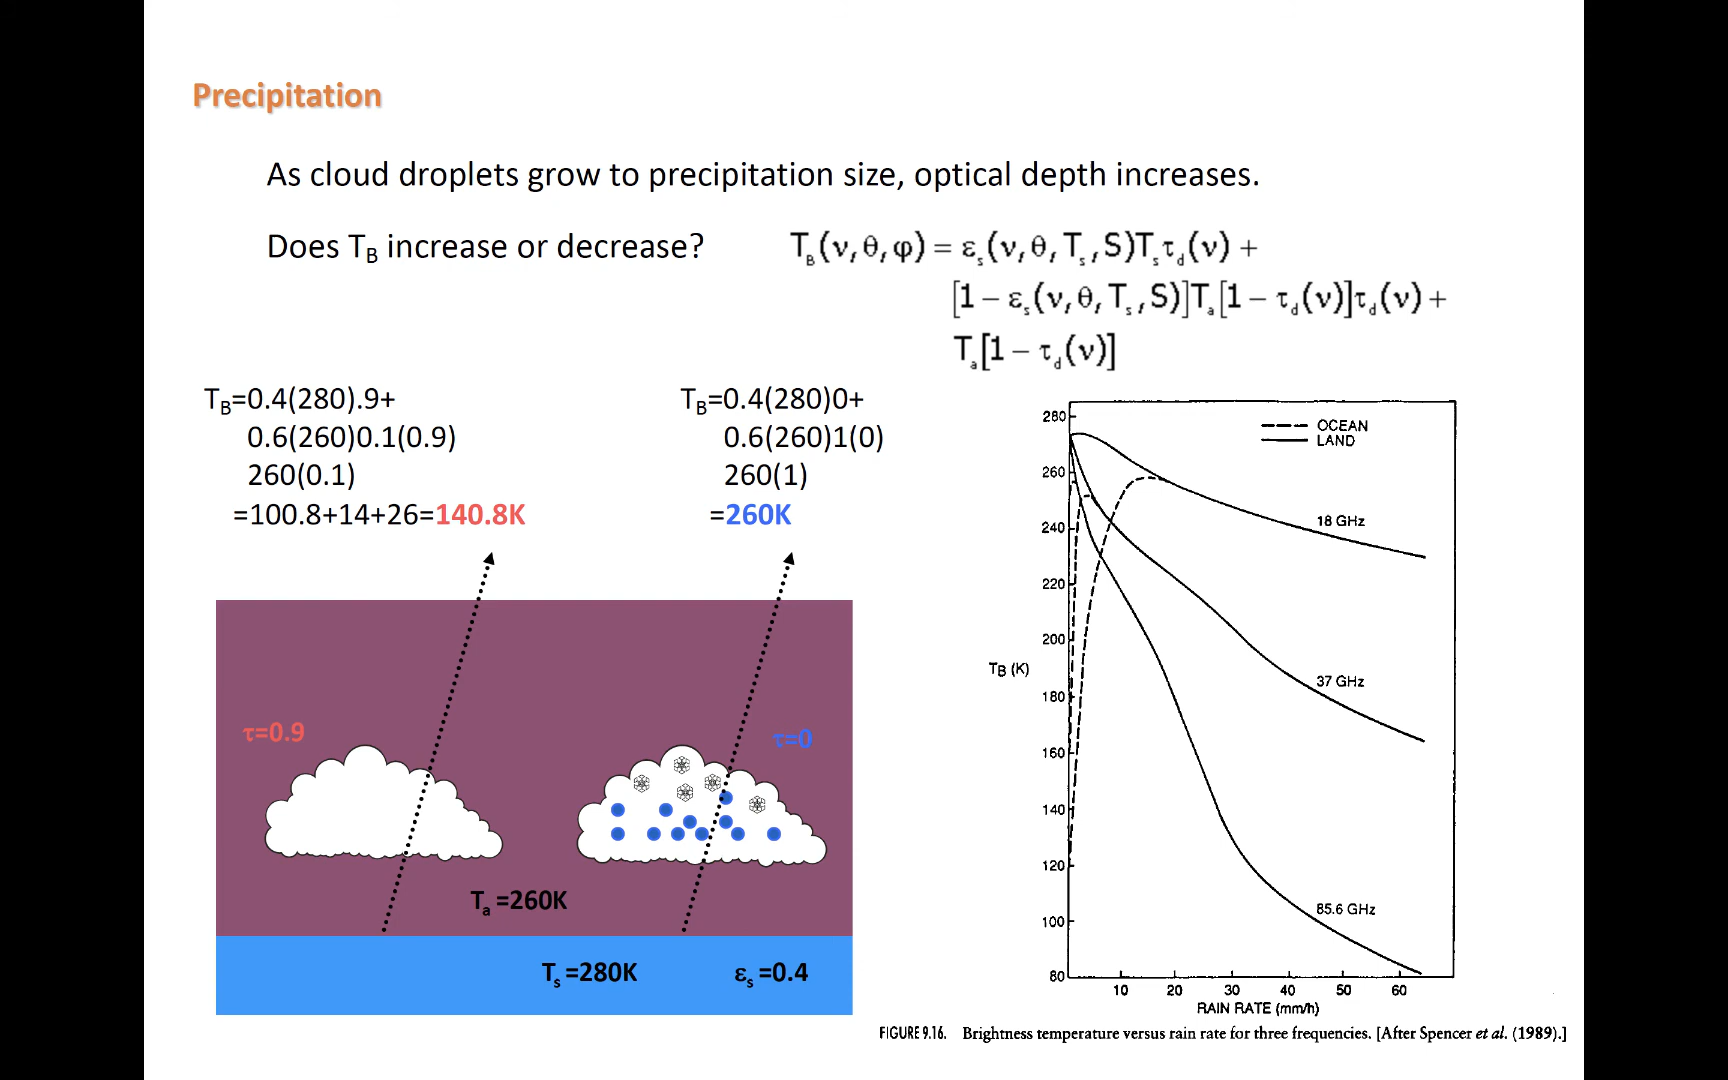 Precipitation
As cloud droplets grow to precipitation size, optical depth increases.
Does T_B increase or decrease?
T_B(ν,θ,φ) = ε_s(ν,θ,T_s,S)T_sτ_d(ν) +
[1 − ε_s(ν,θ,T_s,S)]T_a[1 − τ_d(ν)]τ_d(ν) +
T_a[1 − τ_d(ν)]
T_B=0.4(280).9+
0.6(260)0.1(0.9)
260(0.1)
=100.8+14+26=140.8K
T_B=0.4(280)0+
0.6(260)1(0)
260(1)
=260K
τ=0.9
τ=0
T_a =260K
T_s =280K
ε_s =0.4
OCEAN
LAND
280
260
240
220
200
180
160
140
120
100
80
T_B (K)
18 GHz
37 GHz
85.6 GHz
10 20 30 40 50 60
RAIN RATE (mm/h)
FIGURE 9.16. Brightness temperature versus rain rate for three frequencies. [After Spencer et al. (1989).]